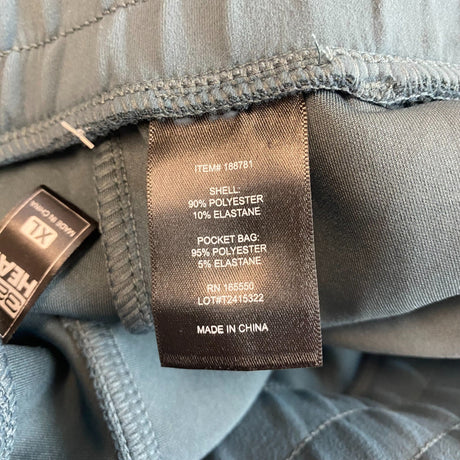 ITEM# 188781
SHELL:
90% POLYESTER
10% ELASTANE
POCKET BAG:
95% POLYESTER
5% ELASTANE
RN 165550
LOT#T2415322
MADE IN CHINA
XL
MADE IN CHINA
HEA